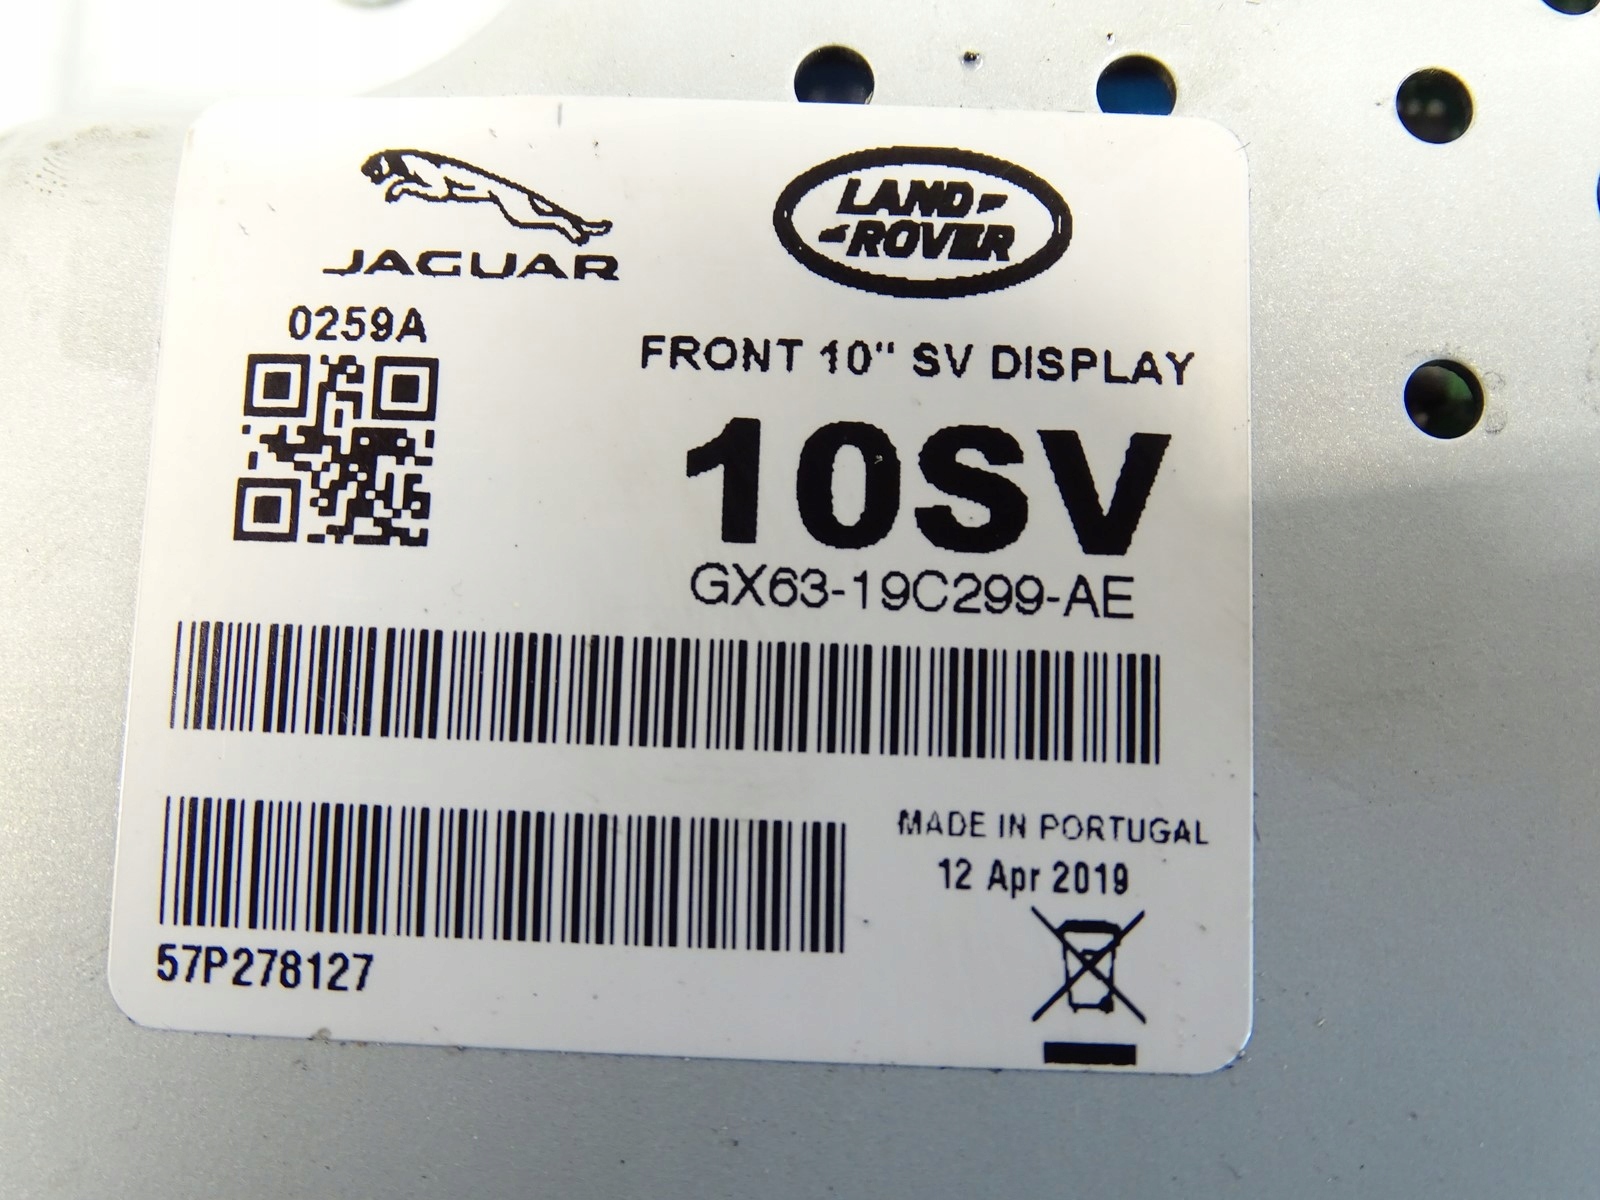 JAGUAR
LAND
ROVER
0259A
FRONT 10" SV DISPLAY
10SV
GX63-19C299-AE
MADE IN PORTUGAL
12 Apr 2019
57P278127